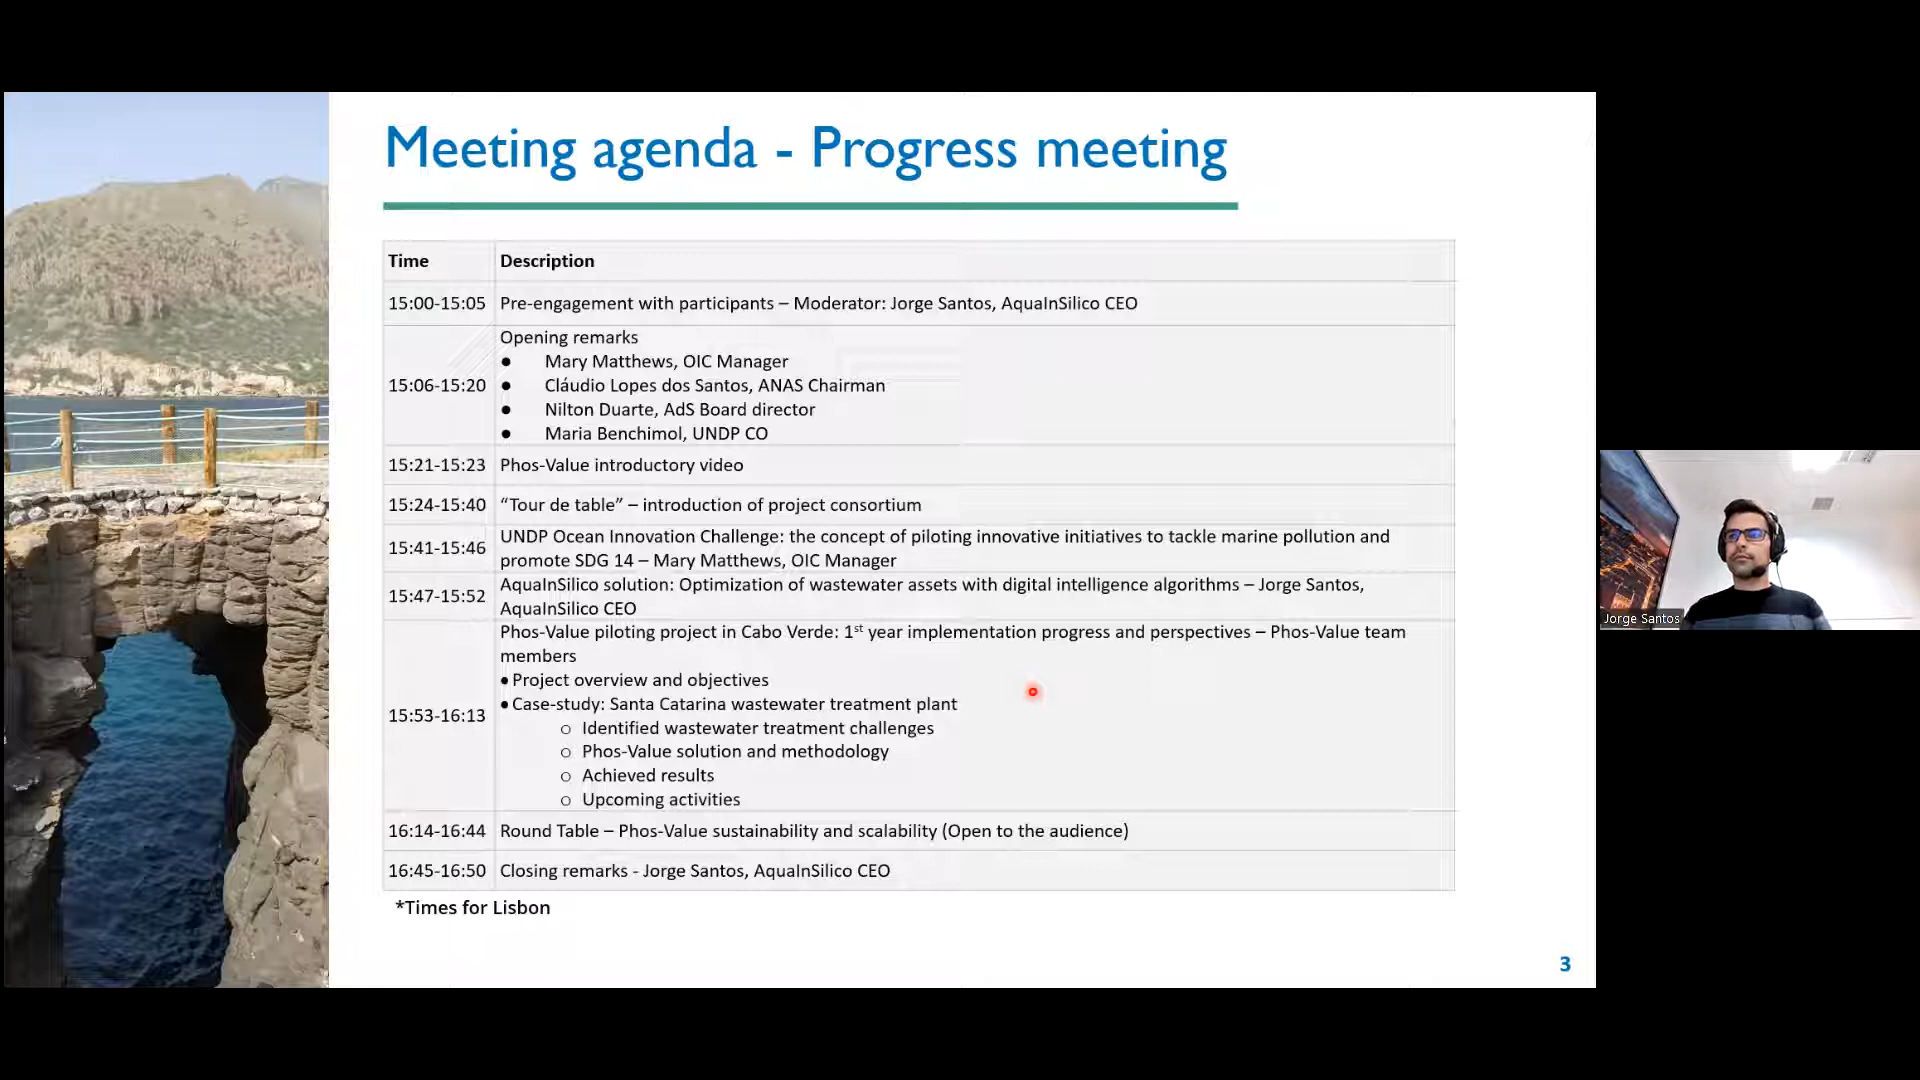 Meeting agenda - Progress meeting
Time Description
15:00-15:05 Pre-engagement with participants – Moderator: Jorge Santos, AquaInSilico CEO
15:06-15:20 Opening remarks
● Mary Matthews, OIC Manager
● Cláudio Lopes dos Santos, ANAS Chairman
● Nilton Duarte, AdS Board director
● Maria Benchimol, UNDP CO
15:21-15:23 Phos-Value introductory video
15:24-15:40 “Tour de table” – introduction of project consortium
15:41-15:46 UNDP Ocean Innovation Challenge: the concept of piloting innovative initiatives to tackle marine pollution and
promote SDG 14 – Mary Matthews, OIC Manager
15:47-15:52 AquaInSilico solution: Optimization of wastewater assets with digital intelligence algorithms – Jorge Santos,
AquaInSilico CEO
15:53-16:13 Phos-Value piloting project in Cabo Verde: 1st year implementation progress and perspectives – Phos-Value team
members
● Project overview and objectives
● Case-study: Santa Catarina wastewater treatment plant
o Identified wastewater treatment challenges
o Phos-Value solution and methodology
o Achieved results
o Upcoming activities
16:14-16:44 Round Table – Phos-Value sustainability and scalability (Open to the audience)
16:45-16:50 Closing remarks - Jorge Santos, AquaInSilico CEO
*Times for Lisbon
3
Jorge Santos